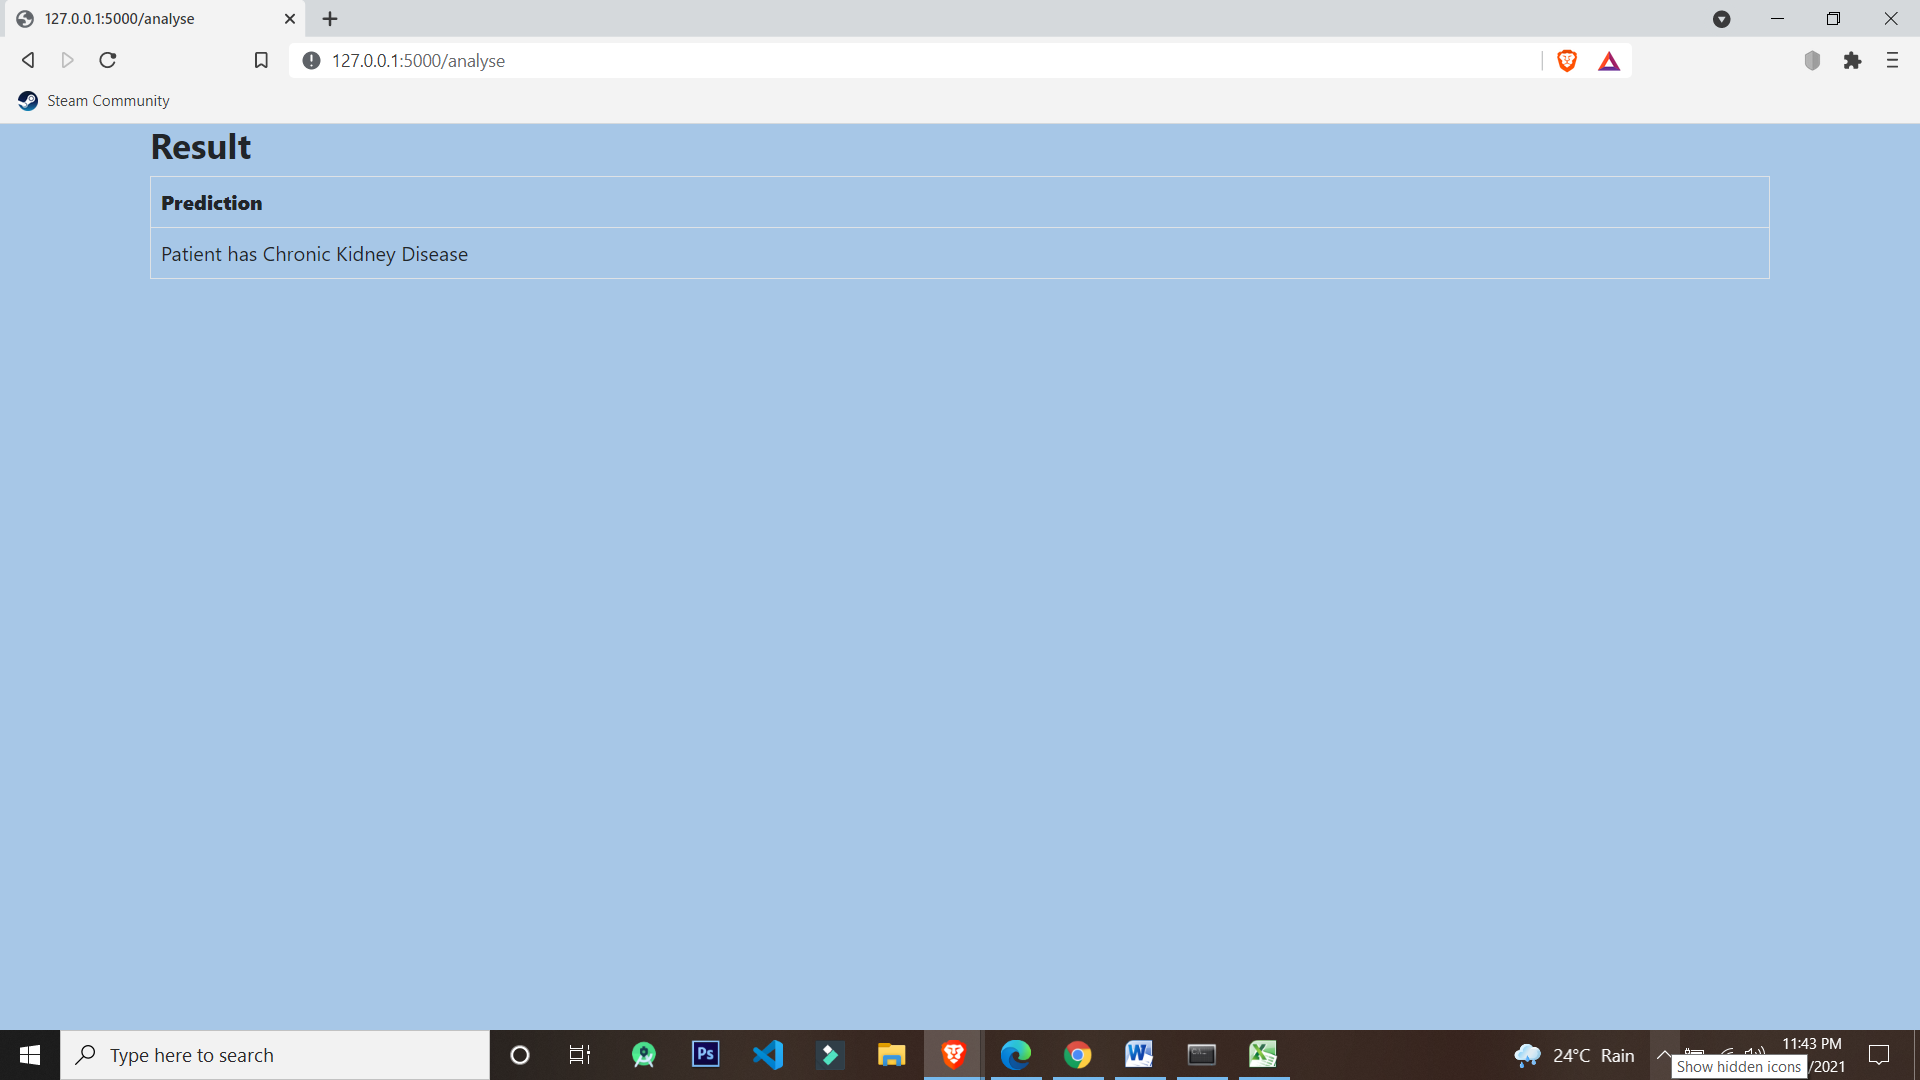 127.0.0.1:5000/analyse
127.0.0.1:5000/analyse
Steam Community
Result
Prediction
Patient has Chronic Kidney Disease
Type here to search
Ps
24°C Rain
11:43 PM
Show hidden icons
/2021